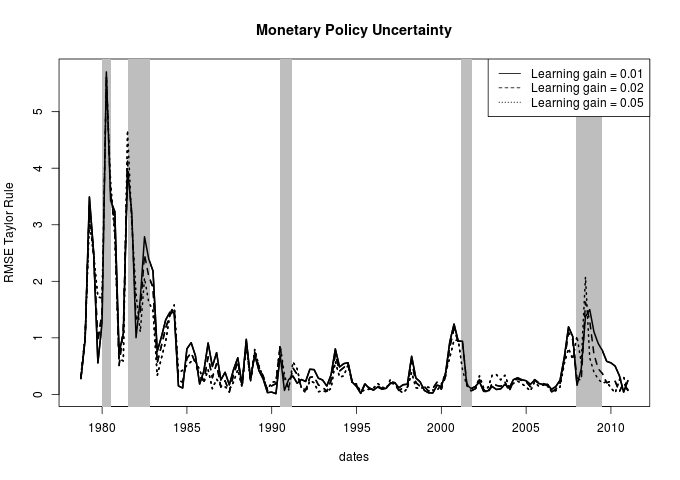 Monetary Policy Uncertainty
Learning gain = 0.01
Learning gain = 0.02
Learning gain = 0.05
RMSE Taylor Rule
5
4
3
2
1
0
1980 1985 1990 1995 2000 2005 2010
dates